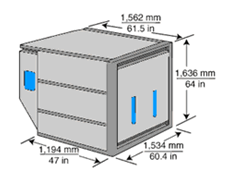 1,562 mm
61.5 in
1,636 mm
64 in
1,194 mm
47 in
1,534 mm
60.4 in